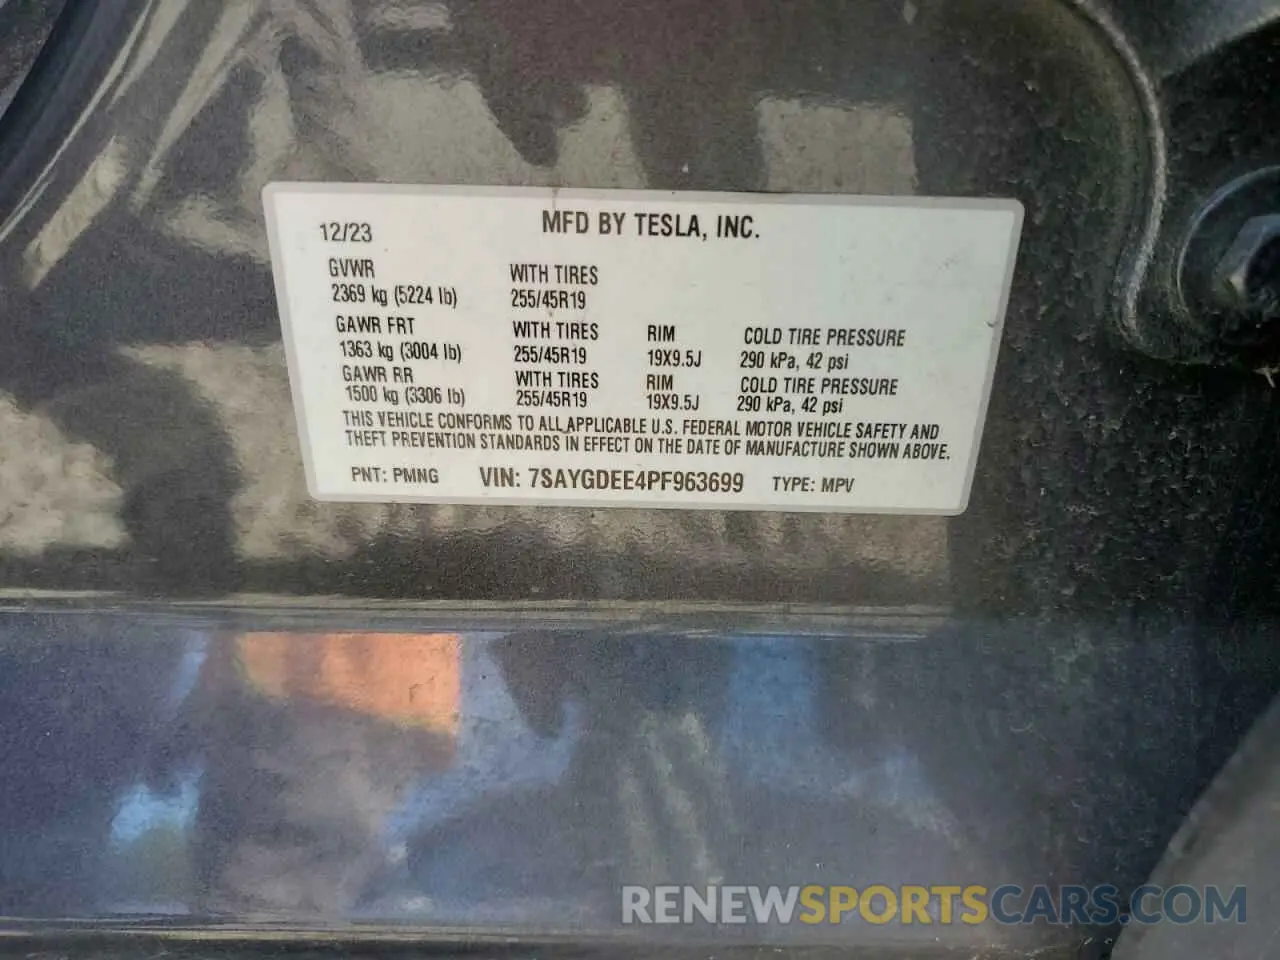 12/23 MFD BY TESLA, INC.
GVWR WITH TIRES
2369 kg (5224 lb) 255/45R19
GAWR FRT WITH TIRES RIM COLD TIRE PRESSURE
1363 kg (3004 lb) 255/45R19 19X9.5J 290 kPa, 42 psi
GAWR RR WITH TIRES RIM COLD TIRE PRESSURE
1500 kg (3306 lb) 255/45R19 19X9.5J 290 kPa, 42 psi
THIS VEHICLE CONFORMS TO ALL APPLICABLE U.S. FEDERAL MOTOR VEHICLE SAFETY AND
THEFT PREVENTION STANDARDS IN EFFECT ON THE DATE OF MANUFACTURE SHOWN ABOVE.
PNT: PMNG VIN: 7SAYGDEE4PF963699 TYPE: MPV
RENEWSPORTSCARS.COM